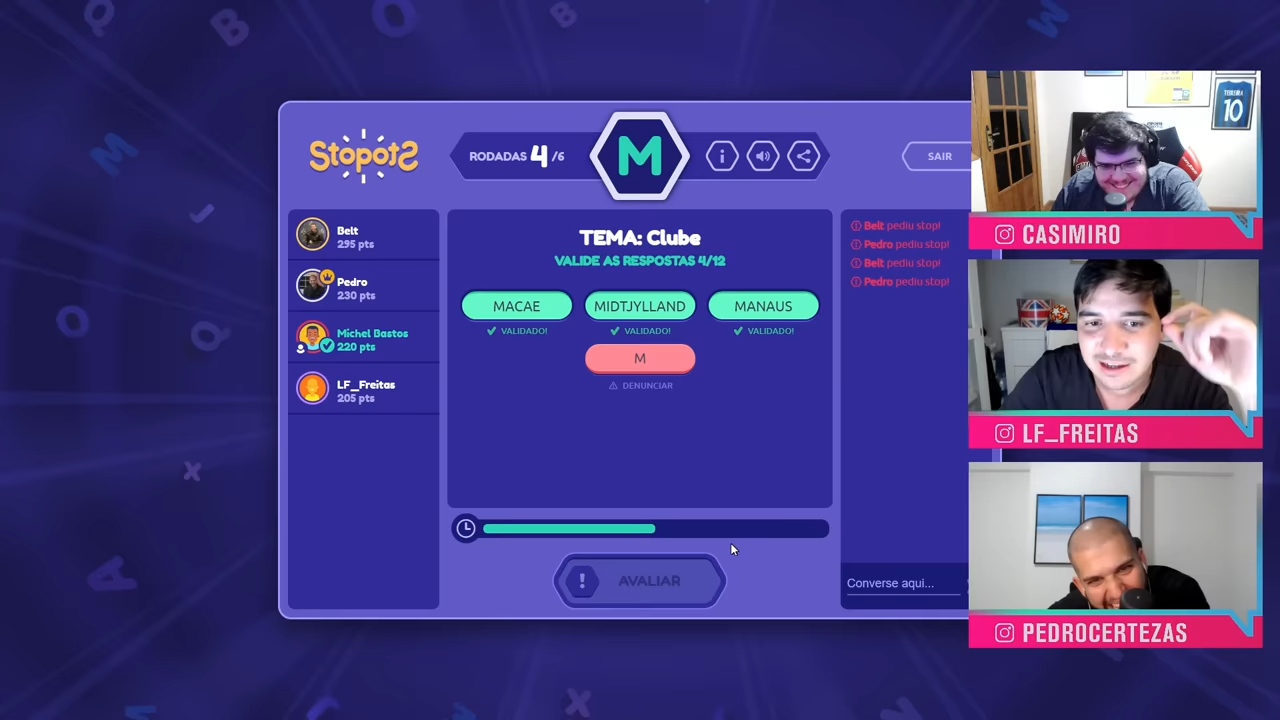 StopotS
RODADAS 4/6
M
SAIR
Belt
295 pts
Pedro
230 pts
Michel Bastos
220 pts
LF_Freitas
205 pts
TEMA: Clube
VALIDE AS RESPOSTAS 4/12
MACAE
MIDTJYLLAND
MANAUS
VALIDADO!
VALIDADO!
VALIDADO!
M
DENUNCIAR
AVALIAR
Belt pediu stop!
Pedro pediu stop!
Belt pediu stop!
Pedro pediu stop!
Converse aqui...
TEIXEIRA
10
CASIMIRO
LF_FREITAS
PEDROCERTEZAS